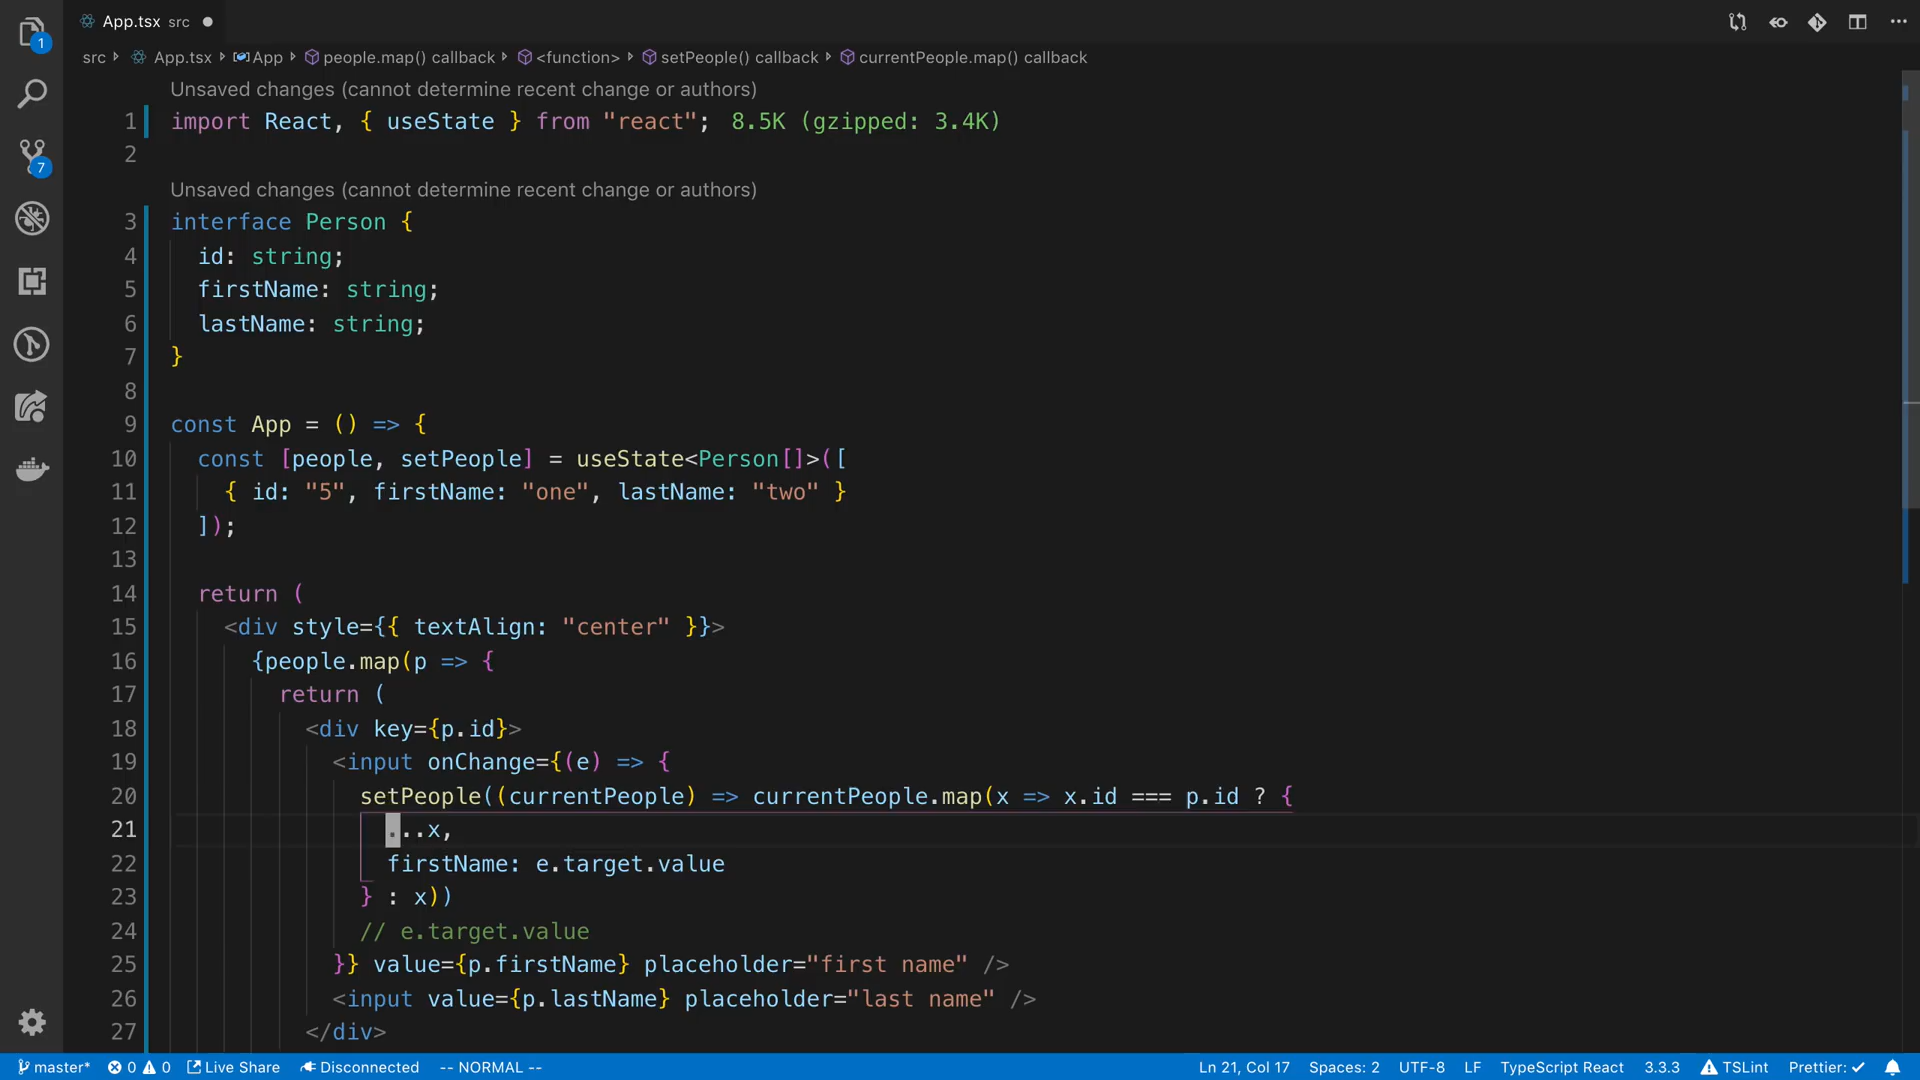 App.tsx src
src App.tsx App people.map() callback <function> setPeople() callback currentPeople.map() callback
Unsaved changes (cannot determine recent change or authors)
1 import React, { useState } from "react"; 8.5K (gzipped: 3.4K)
2
Unsaved changes (cannot determine recent change or authors)
3 interface Person {
4 id: string;
5 firstName: string;
6 lastName: string;
7 }
8
9 const App = () => {
10 const [people, setPeople] = useState<Person[]>([
11 { id: "5", firstName: "one", lastName: "two" }
12 ]);
13
14 return (
15 <div style={{ textAlign: "center" }}>
16 {people.map(p => {
17 return (
18 <div key={p.id}>
19 <input onChange={(e) => {
20 setPeople((currentPeople) => currentPeople.map(x => x.id === p.id ? {
21 ...x,
22 firstName: e.target.value
23 } : x))
24 // e.target.value
25 }} value={p.firstName} placeholder="first name" />
26 <input value={p.lastName} placeholder="last name" />
27 </div>
1
7
master* 0 0 Live Share Disconnected -- NORMAL -- Ln 21, Col 17 Spaces: 2 UTF-8 LF TypeScript React 3.3.3 TSLint Prettier: ✓